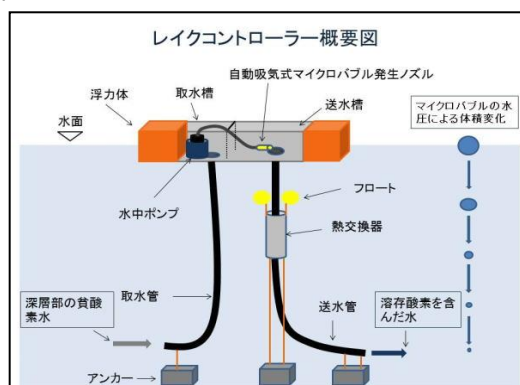 レイクコントローラー概要図
自動吸気式マイクロバブル発生ノズル
浮力体
取水槽
送水槽
水面
マイクロバブルの水
圧による体積変化
水中ポンプ
フロート
熱交換器
深層部の貧酸
素水
取水管
送水管
溶存酸素を含
んだ水
アンカー